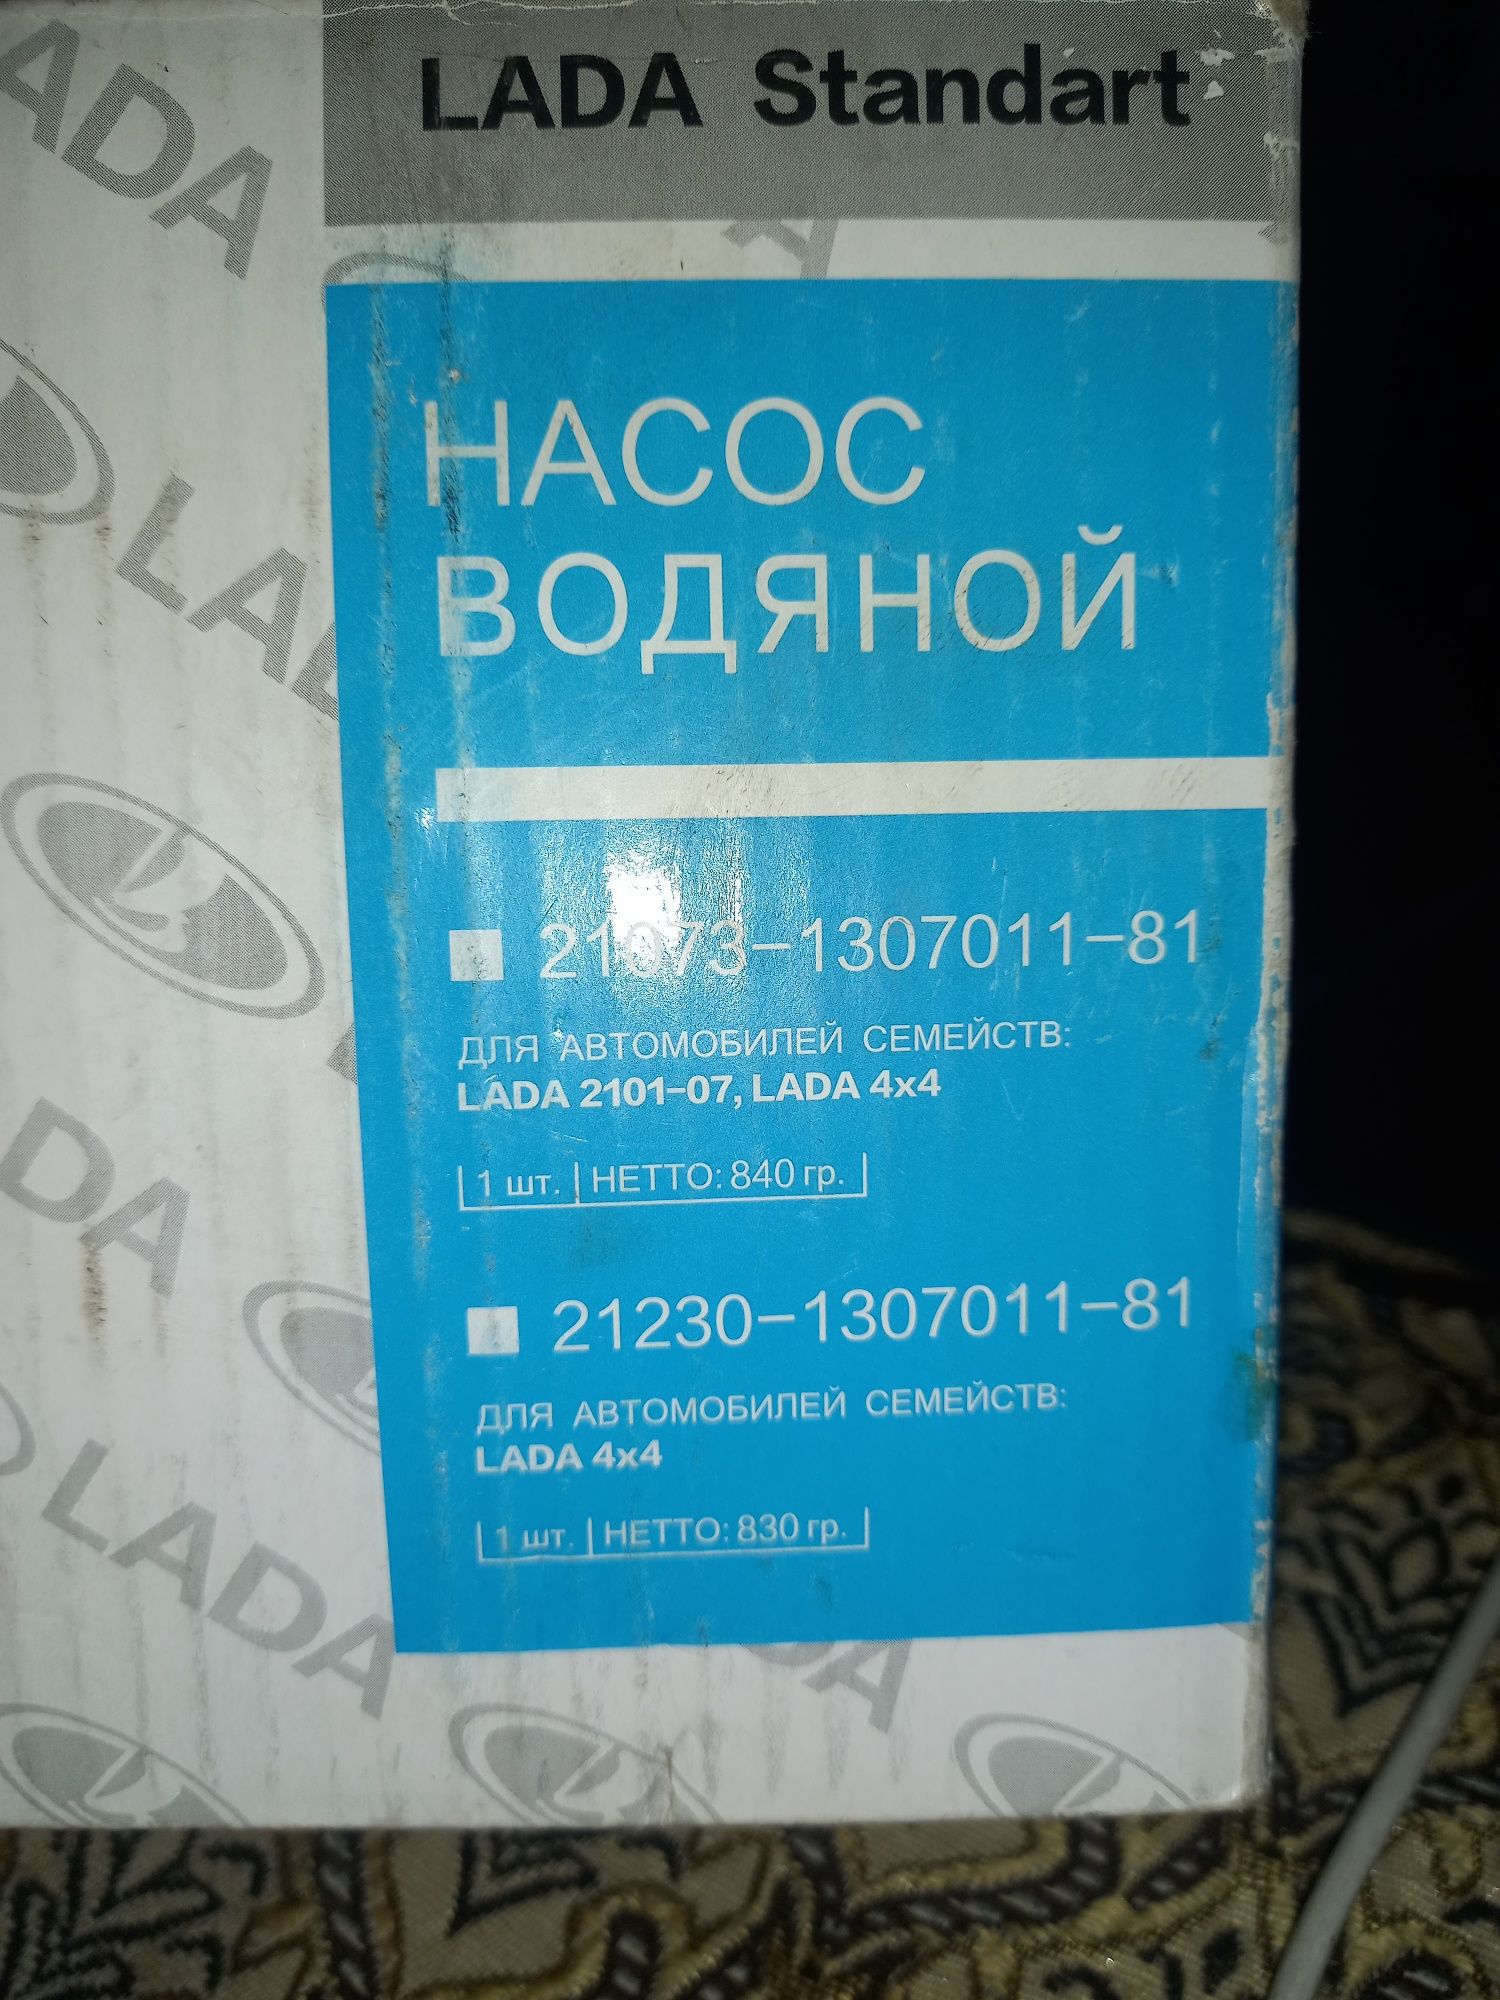 LADA Standart
НАСОС
ВОДЯНОЙ
21073-1307011-81
ДЛЯ АВТОМОБИЛЕЙ СЕМЕЙСТВ:
LADA 2101-07, LADA 4x4
1 шт. НЕТТО: 840 гр.
21230-1307011-81
ДЛЯ АВТОМОБИЛЕЙ СЕМЕЙСТВ:
LADA 4x4
1 шт. НЕТТО: 830 гр.
LADA